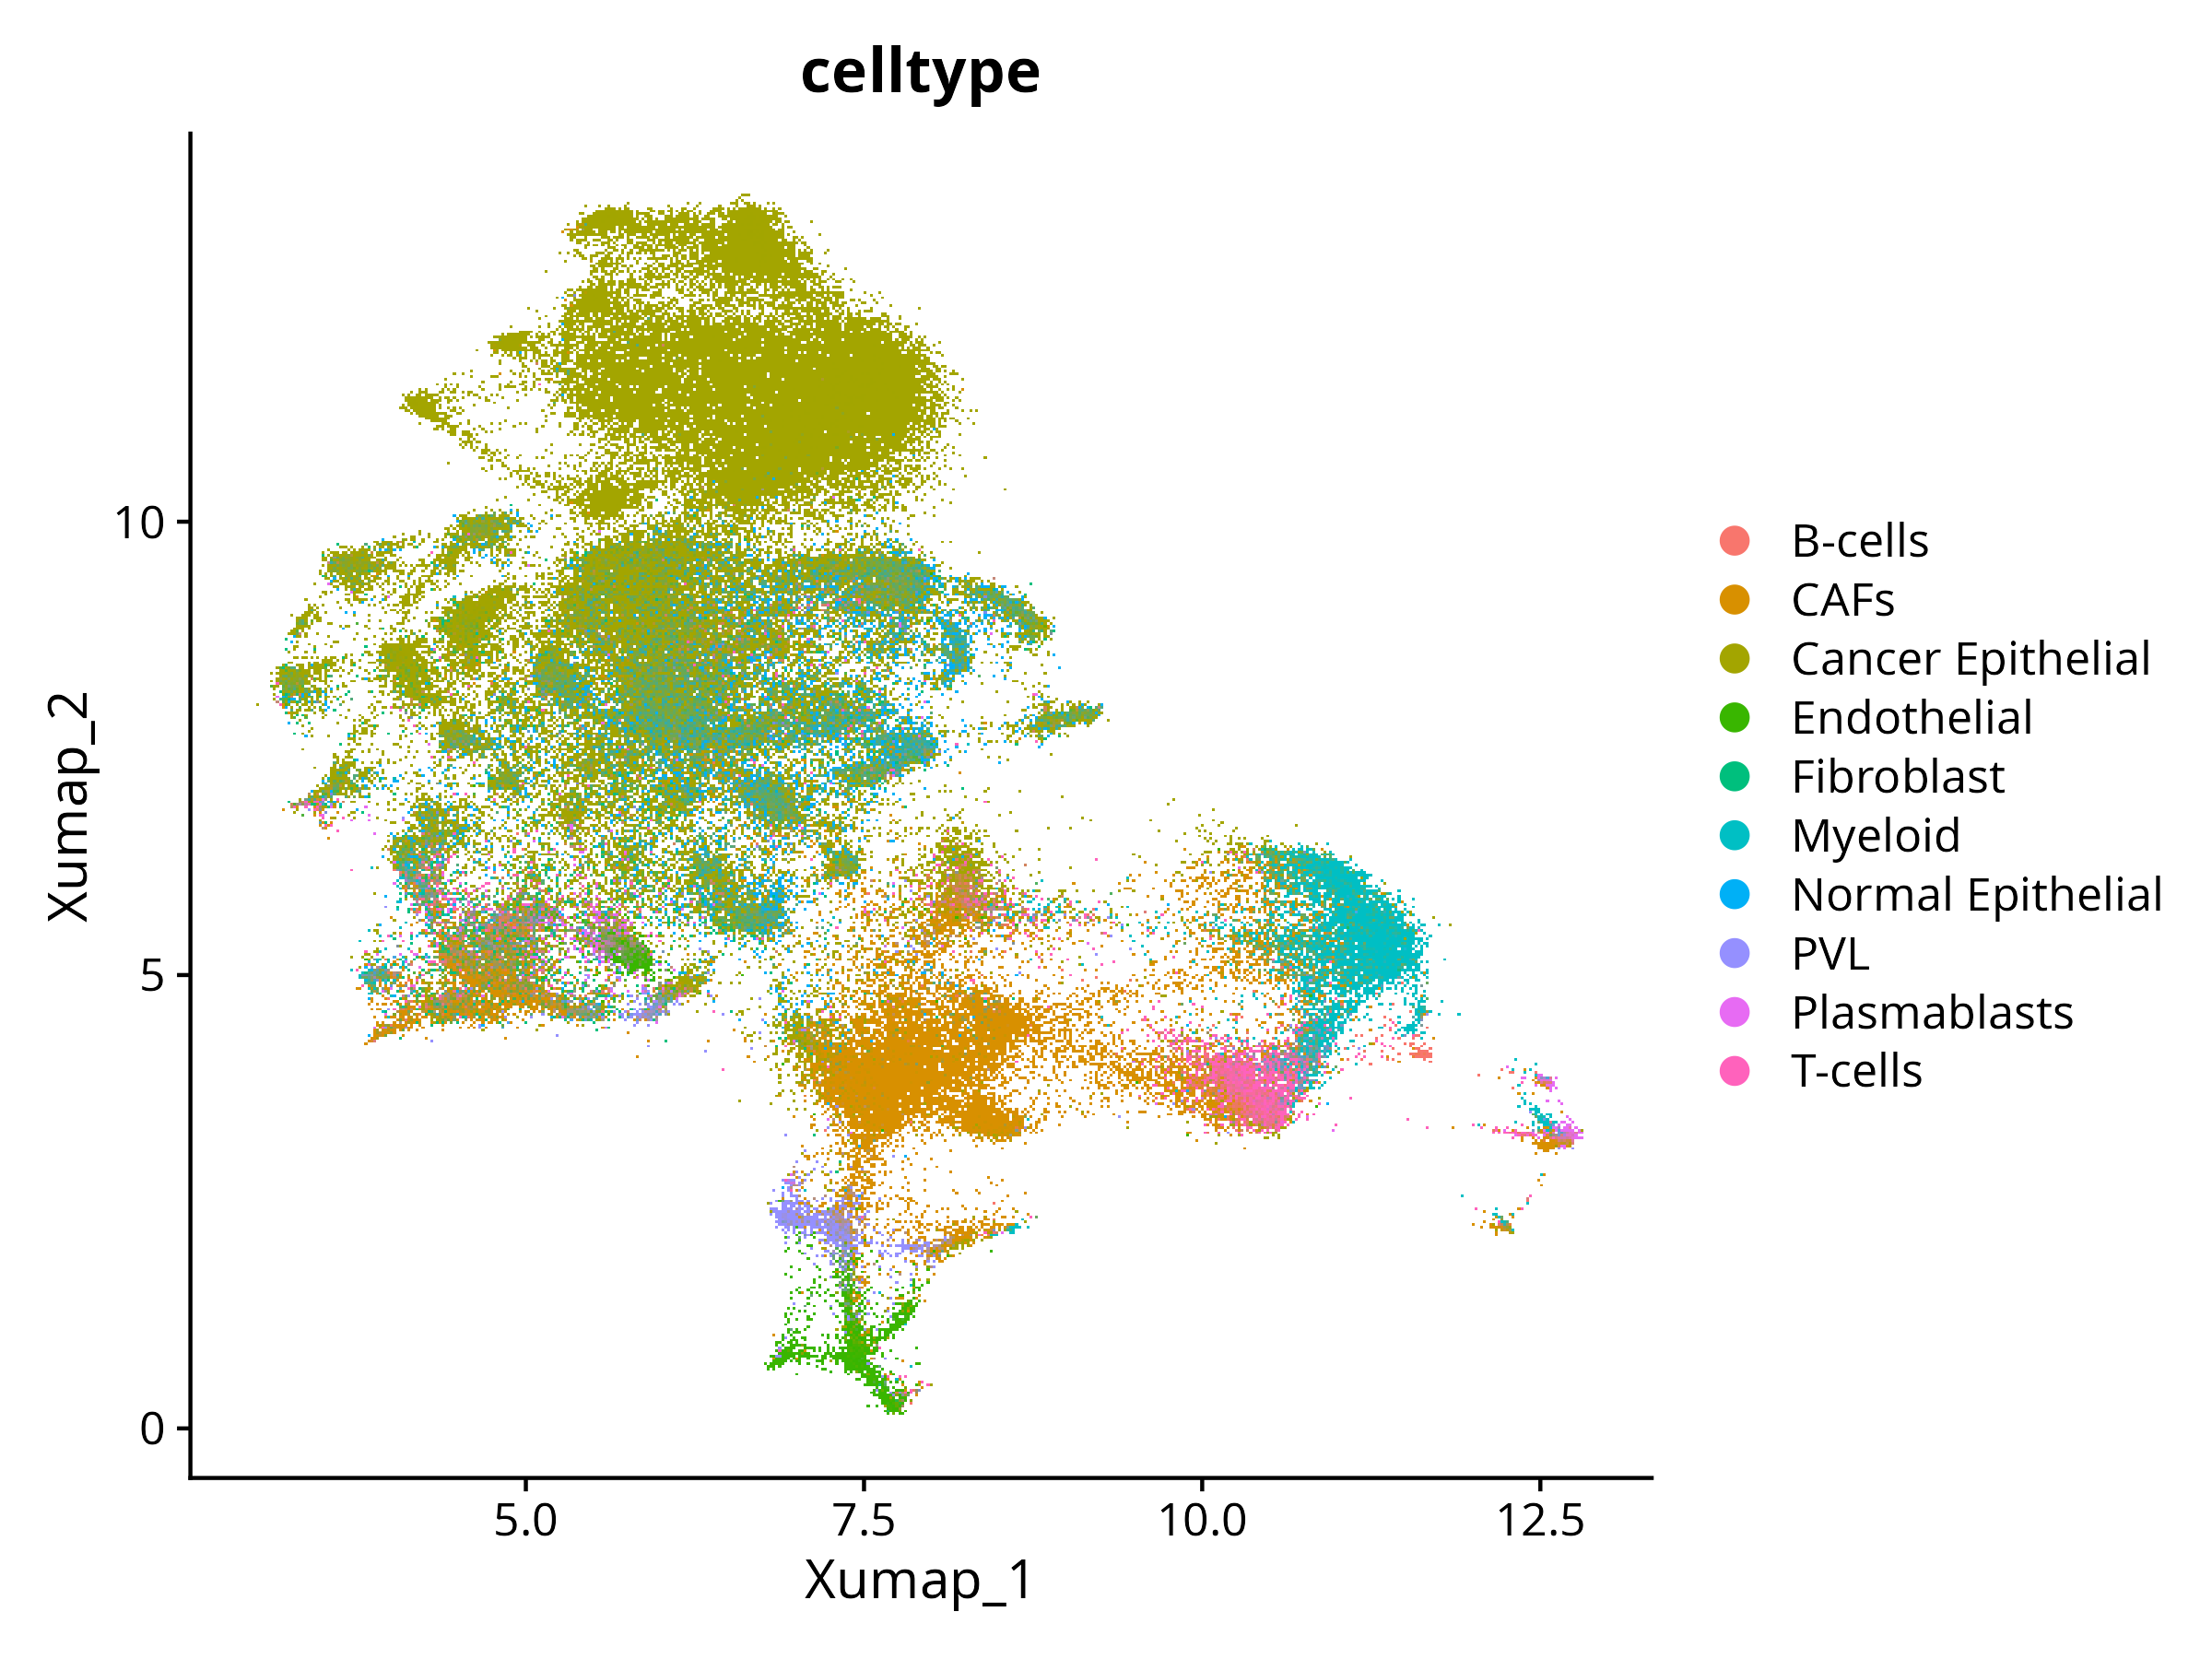 celltype
10
5
0
Xumap_2
5.0
7.5
10.0
12.5
Xumap_1
B-cells
CAFs
Cancer Epithelial
Endothelial
Fibroblast
Myeloid
Normal Epithelial
PVL
Plasmablasts
T-cells